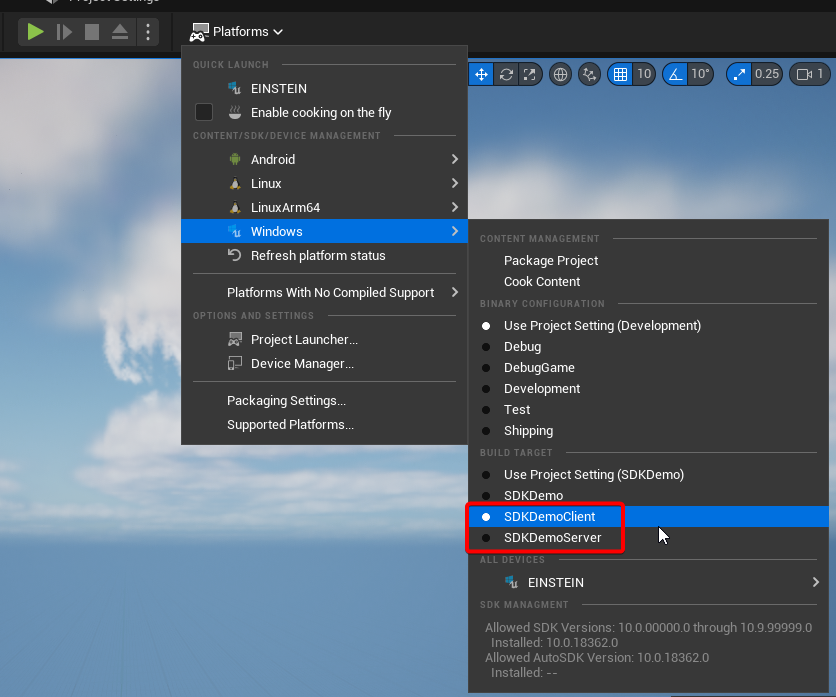 Project Settings
Platforms
QUICK LAUNCH
EINSTEIN
Enable cooking on the fly
CONTENT/SDK/DEVICE MANAGEMENT
Android
Linux
LinuxArm64
Windows
Refresh platform status
Platforms With No Compiled Support
OPTIONS AND SETTINGS
Project Launcher...
Device Manager...
Packaging Settings...
Supported Platforms...
10
10°
0.25
1
CONTENT MANAGEMENT
Package Project
Cook Content
BINARY CONFIGURATION
Use Project Setting (Development)
Debug
DebugGame
Development
Test
Shipping
BUILD TARGET
Use Project Setting (SDKDemo)
SDKDemo
SDKDemoClient
SDKDemoServer
ALL DEVICES
EINSTEIN
SDK MANAGMENT
Allowed SDK Versions: 10.0.00000.0 through 10.9.99999.0
Installed: 10.0.18362.0
Allowed AutoSDK Version: 10.0.18362.0
Installed: --